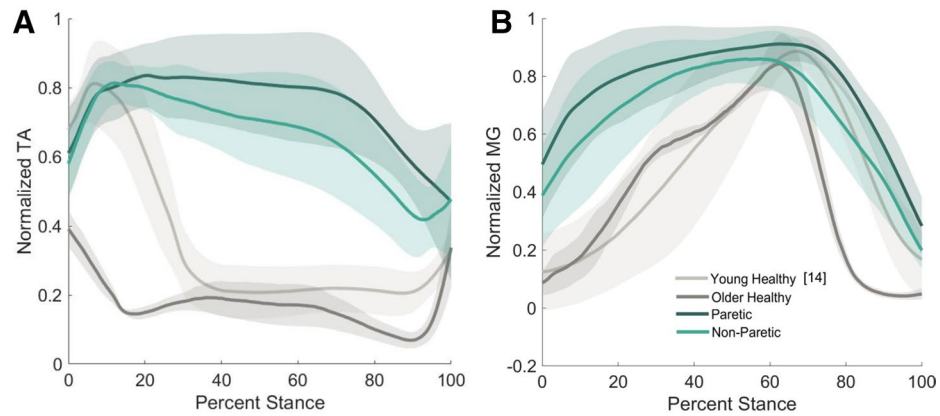 A
Normalized TA
1
0.8
0.6
0.4
0.2
0
0 20 40 60 80 100
Percent Stance
B
Normalized MG
1
0.8
0.6
0.4
0.2
0
-0.2
Young Healthy [14]
Older Healthy
Paretic
Non-Paretic
0 20 40 60 80 100
Percent Stance